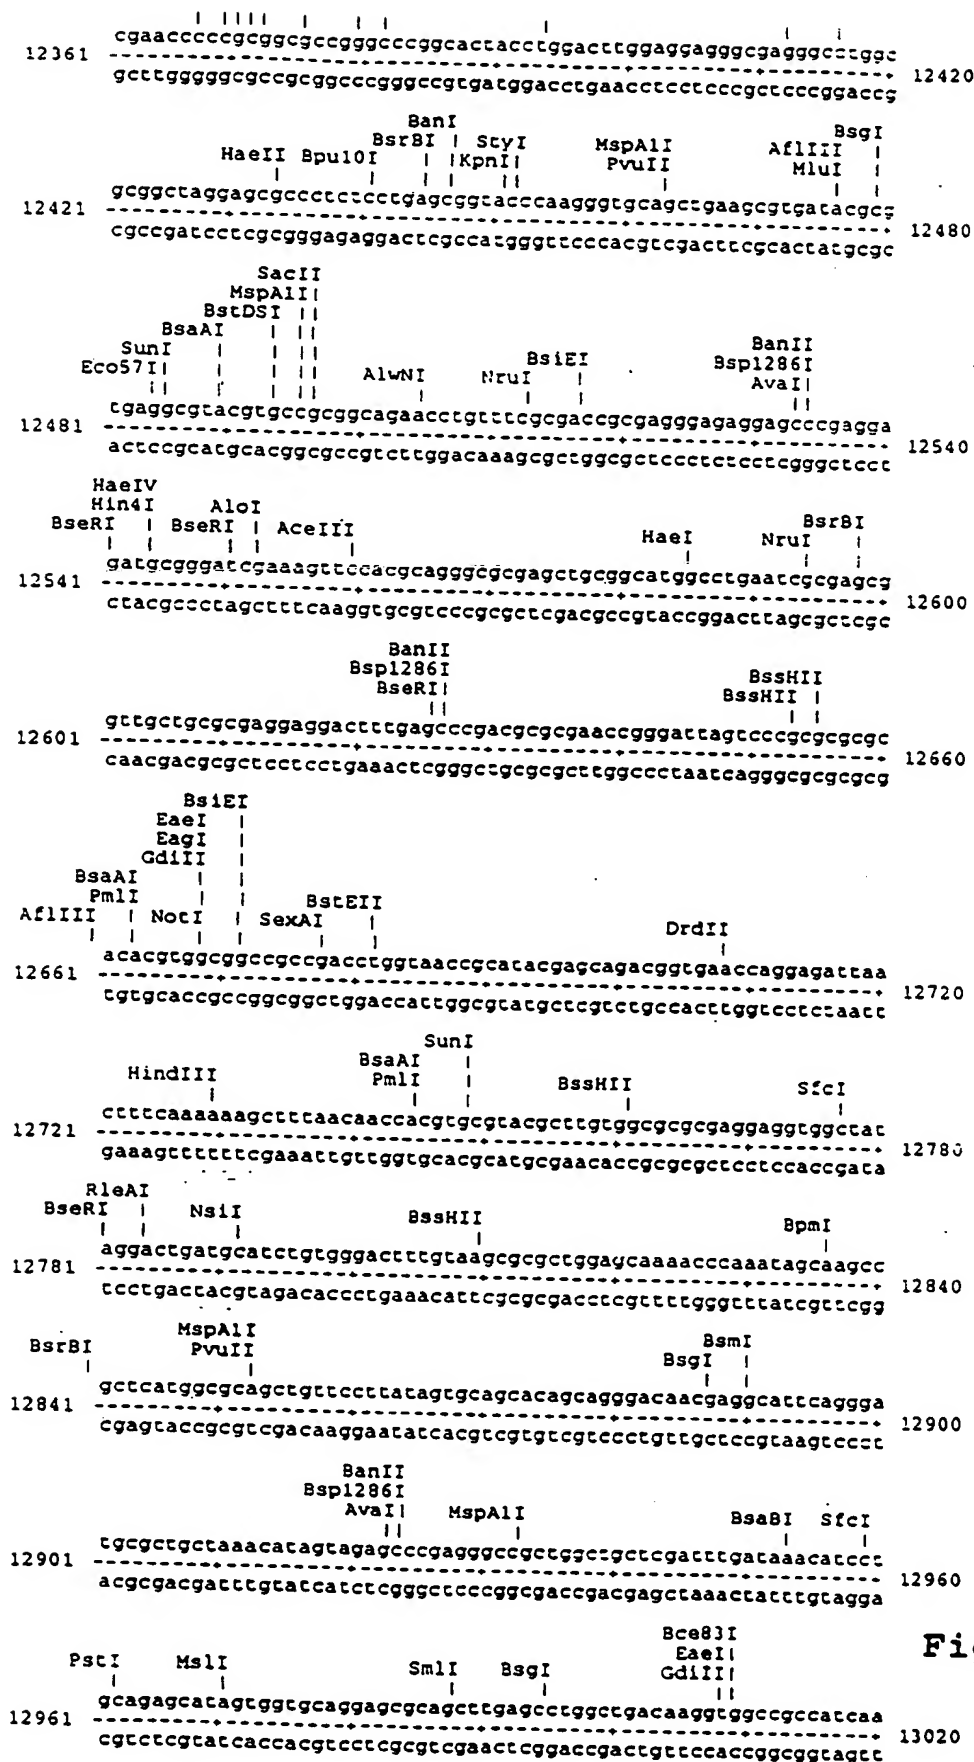 cgaacccccgcggcgccgggcccggcactacctggacttggaggagggcgagggcctggc
12361 12420
gcttgggggcgccgcggcccgggccgtgatggacctgaacctcctcccgctcccggaccg
BanI BsgI
BsrBI StyI MspA1I AflIII
HaeII Bpu10I KpnI PvuII MluI
gcggctaggagcgccctctcctgagcggtacccaagggtgcagctgaagcgtgatacgcg
12421 12480
cgccgatcctcgcgggagaggactcgccatgggttcccacgtcgacttcgcactatgcgc
SacII
MspA1I
BstDSI
BsaAI BanII
SunI BsiEI Bsp1286I
Eco57I AlwNI NruI AvaI
tgaggcgtacgtgccgcggcagaacctgtttcgcgaccgcgagggagaggagcccgagga
12481 12540
actccgcatgcacggcgccgtcttggacaaagcgctggcgctccctctcctcgggctcct
HaeIV
Hin4I AloI BsrBI
BseRI BseRI AceIII HaeI NruI
gatgcgggatcgaaagttccacgcagggcgcgagctgcggcatggcctgaatcgcgagcg
12541 12600
ctacgccctagctttcaaggtgcgtcccgcgctcgacgccgtaccggacttagcgctcgc
BanII
Bsp1286I BssHII
BseRI BssHII
gttgctgcgcgaggaggactttgagcccgacgcgcgaaccgggattagtcccgcgcgcgc
12601 12660
caacgacgcgctcctcctgaaactcgggctgcgcgcttggccctaatcagggcgcgcgcg
BsiEI
EaeI
EagI
GdiII
BsaAI
PmlI BstEII
AflIII NotI SexAI DrdII
acacgtggcggccgccgacctggtaaccgcatacgagcagacggtgaaccaggagattaa
12661 12720
tgtgcaccgccggcggctggaccattggcgtatgctcgtctgccacttggtcctctaatt
SunI
BsaAI
HindIII PmlI BssHII SfcI
ctttcaaaaaagctttaacaaccacgtgcgtacgcttgtggcgcgcgaggaggtggctat
12721 12780
gaaagttttttcgaaattgttggtgcacgcatgcgaacaccgcgcgctcctccaccgata
RleAI
BseRI NsiI BssHII BpmI
aggactgatgcatctgtgggactttgtaagcgcgctggagcaaaacccaaatagcaagcc
12781 12840
tcctgactacgtagacaccctgaaacattcgcgcgacctcgttttgggtttatcgttcgg
MspA1I BsmI
BsrBI PvuII BsgI
gctcatggcgcagctgttccttatagtgcagcacagcagggacaacgaggcattcaggga
12841 12900
cgagtaccgcgtcgacaaggaatatcacgtcgtgtcgtccctgttgctccgtaagtccct
BanII
Bsp1286I
AvaI MspA1I BsaBI SfcI
tgcgctgctaaacatagtagagcccgagggccgctggctgctcgatttgataaacatcct
12901 12960
acgcgacgatttgtatcatctcgggctcccggcgaccgacgagctaaactatttgtagga
Bce83I
EaeI
PstI MslI SmlI BsgI GdiII
gcagagcatagtggtgcaggagcgcagcttgagcctggctgacaaggtggccgccatcaa
12961 13020
cgtctcgtatcaccacgtcctcgcgtcgaactcggaccgactgttccaccggcggtagtt